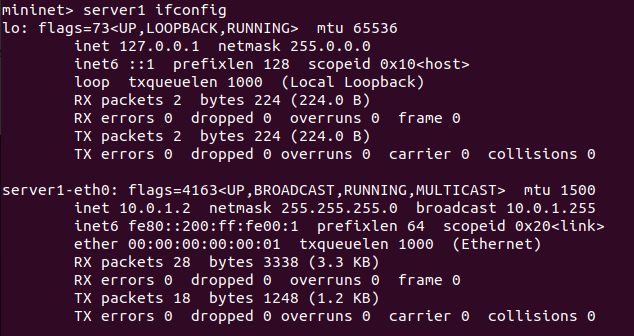 mininet> server1 ifconfig
lo: flags=73<UP,LOOPBACK,RUNNING>  mtu 65536
        inet 127.0.0.1  netmask 255.0.0.0
        inet6 ::1  prefixlen 128  scopeid 0x10<host>
        loop  txqueuelen 1000  (Local Loopback)
        RX packets 2  bytes 224 (224.0 B)
        RX errors 0  dropped 0  overruns 0  frame 0
        TX packets 2  bytes 224 (224.0 B)
        TX errors 0  dropped 0 overruns 0  carrier 0  collisions 0

server1-eth0: flags=4163<UP,BROADCAST,RUNNING,MULTICAST>  mtu 1500
        inet 10.0.1.2  netmask 255.255.255.0  broadcast 10.0.1.255
        inet6 fe80::200:ff:fe00:1  prefixlen 64  scopeid 0x20<link>
        ether 00:00:00:00:00:01  txqueuelen 1000  (Ethernet)
        RX packets 28  bytes 3338 (3.3 KB)
        RX errors 0  dropped 0  overruns 0  frame 0
        TX packets 18  bytes 1248 (1.2 KB)
        TX errors 0  dropped 0 overruns 0  carrier 0  collisions 0